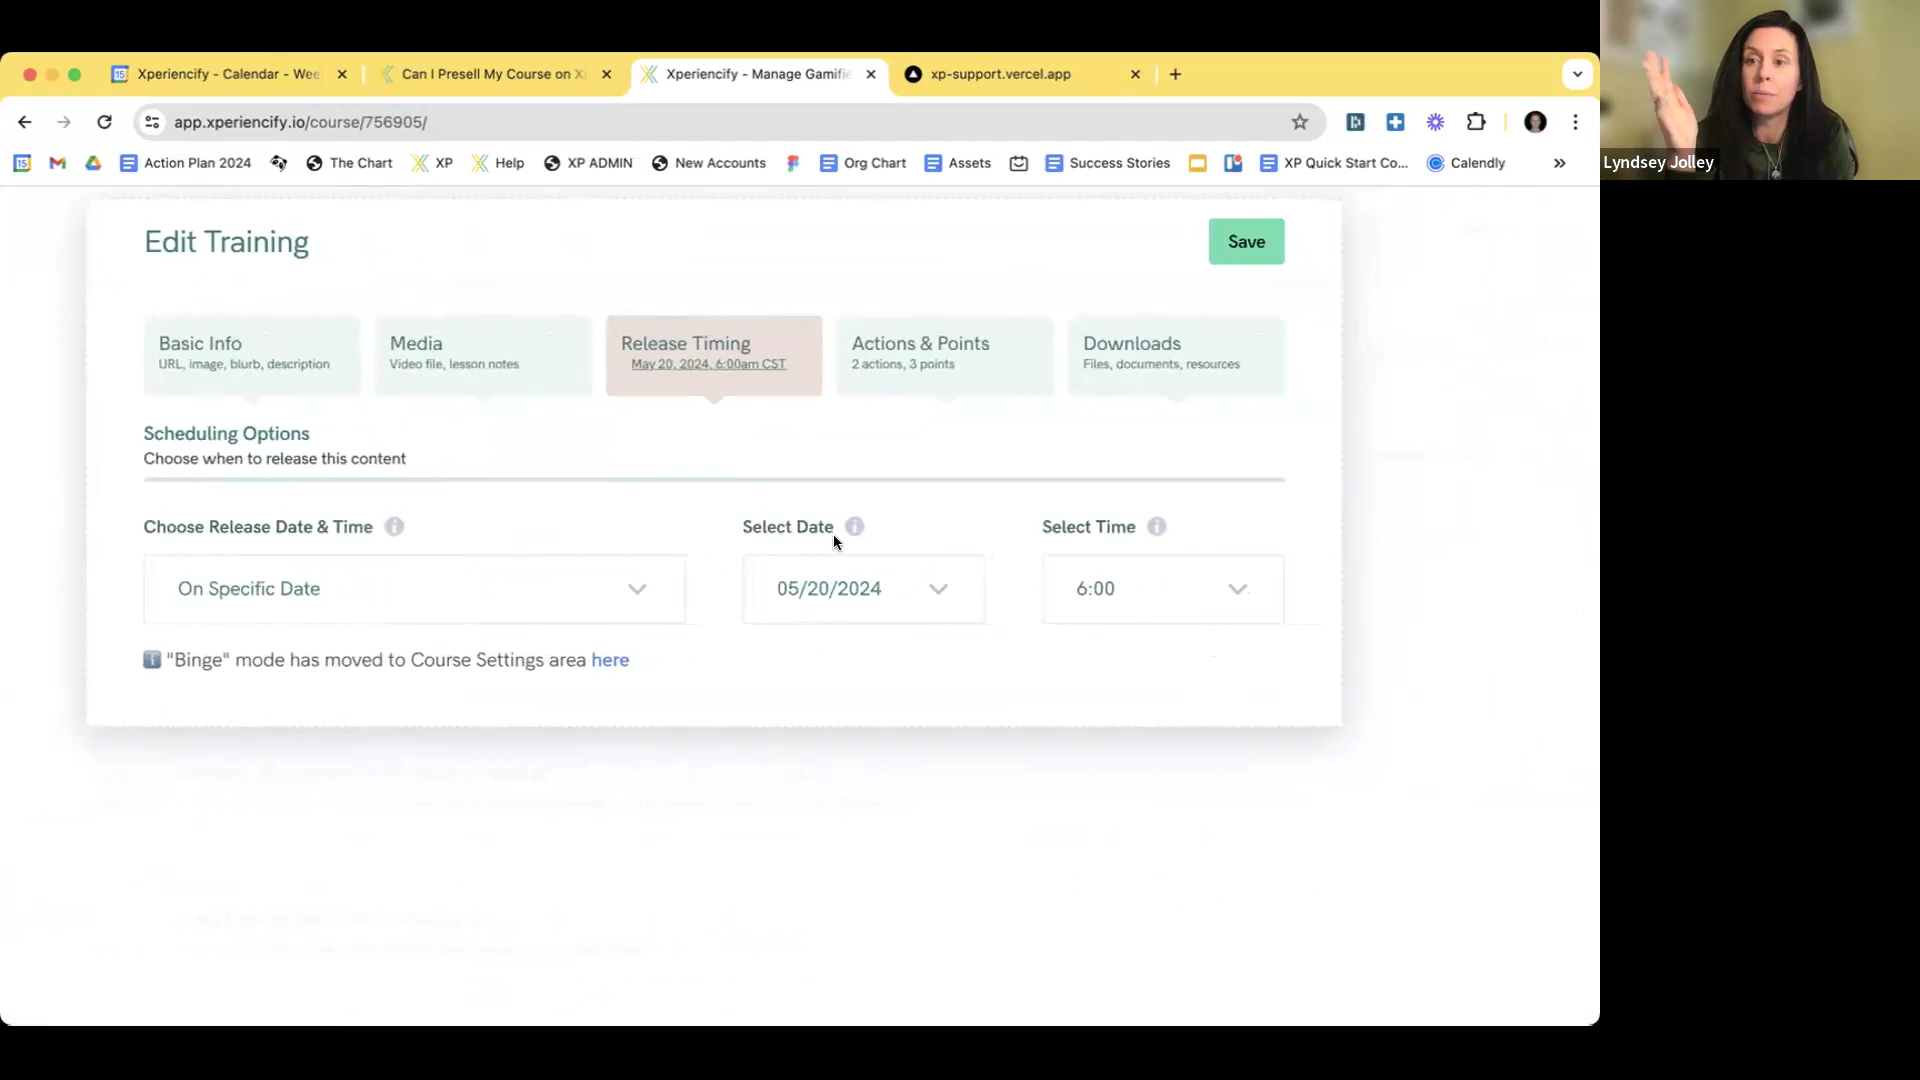 Xperiencify - Calendar - Wee
Can I Presell My Course on X
Xperiencify - Manage Gamifie
xp-support.vercel.app
app.xperiencify.io/course/756905/
Action Plan 2024
The Chart
XP
Help
XP ADMIN
New Accounts
Org Chart
Assets
Success Stories
XP Quick Start Co...
Calendly
Lyndsey Jolley
Edit Training
Save
Basic Info
URL, image, blurb, description
Media
Video file, lesson notes
Release Timing
May 20, 2024, 6:00am CST
Actions & Points
2 actions, 3 points
Downloads
Files, documents, resources
Scheduling Options
Choose when to release this content
Choose Release Date & Time
Select Date
Select Time
On Specific Date
05/20/2024
6:00
"Binge" mode has moved to Course Settings area here